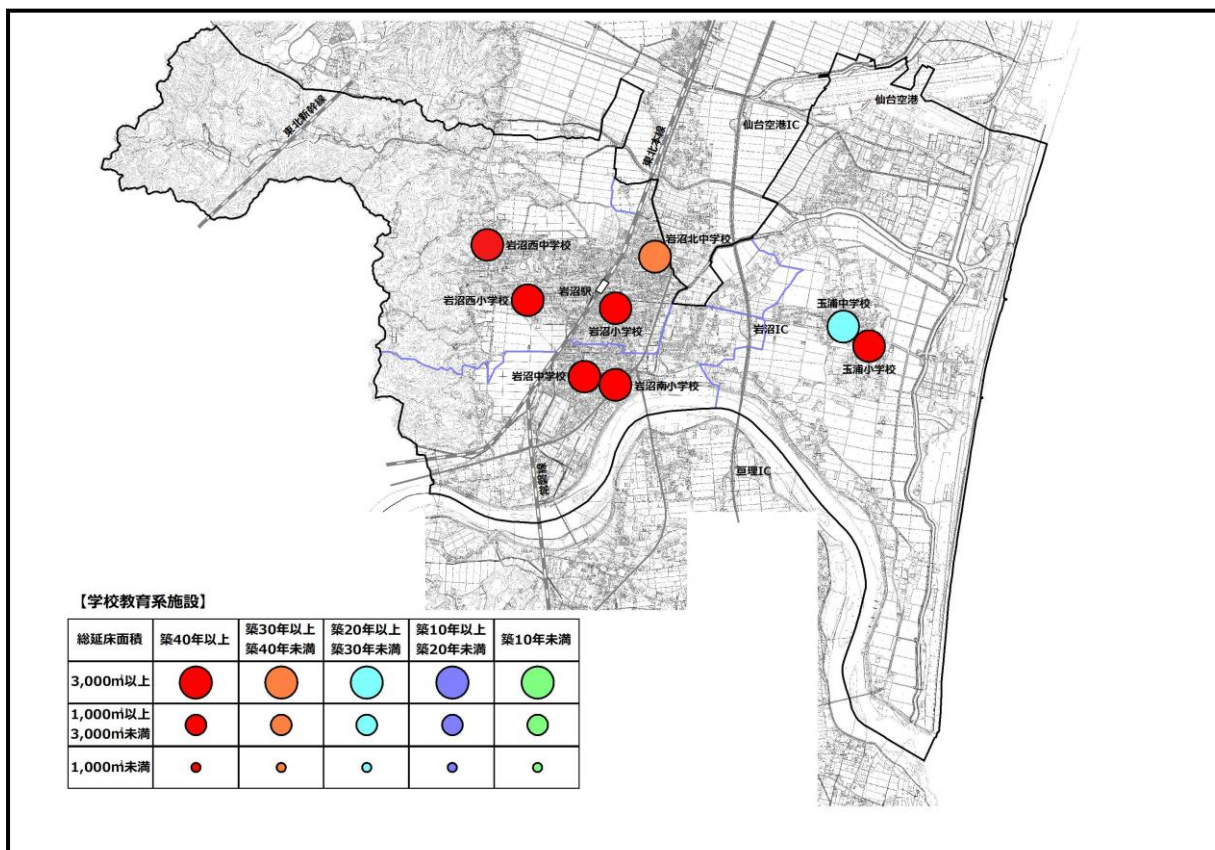 仙台空港
東北新幹線
仙台空港IC
東北本線
岩沼西中学校
岩沼北中学校
岩沼駅
岩沼西小学校
玉浦中学校
岩沼小学校
岩沼IC
玉浦小学校
岩沼中学校
岩沼南小学校
亘理IC
常磐線
【学校教育系施設】
総延床面積 築40年以上 築30年以上 築20年以上 築10年以上 築10年未満
築40年未満 築30年未満 築20年未満
3,000㎡以上
1,000㎡以上
3,000㎡未満
1,000㎡未満